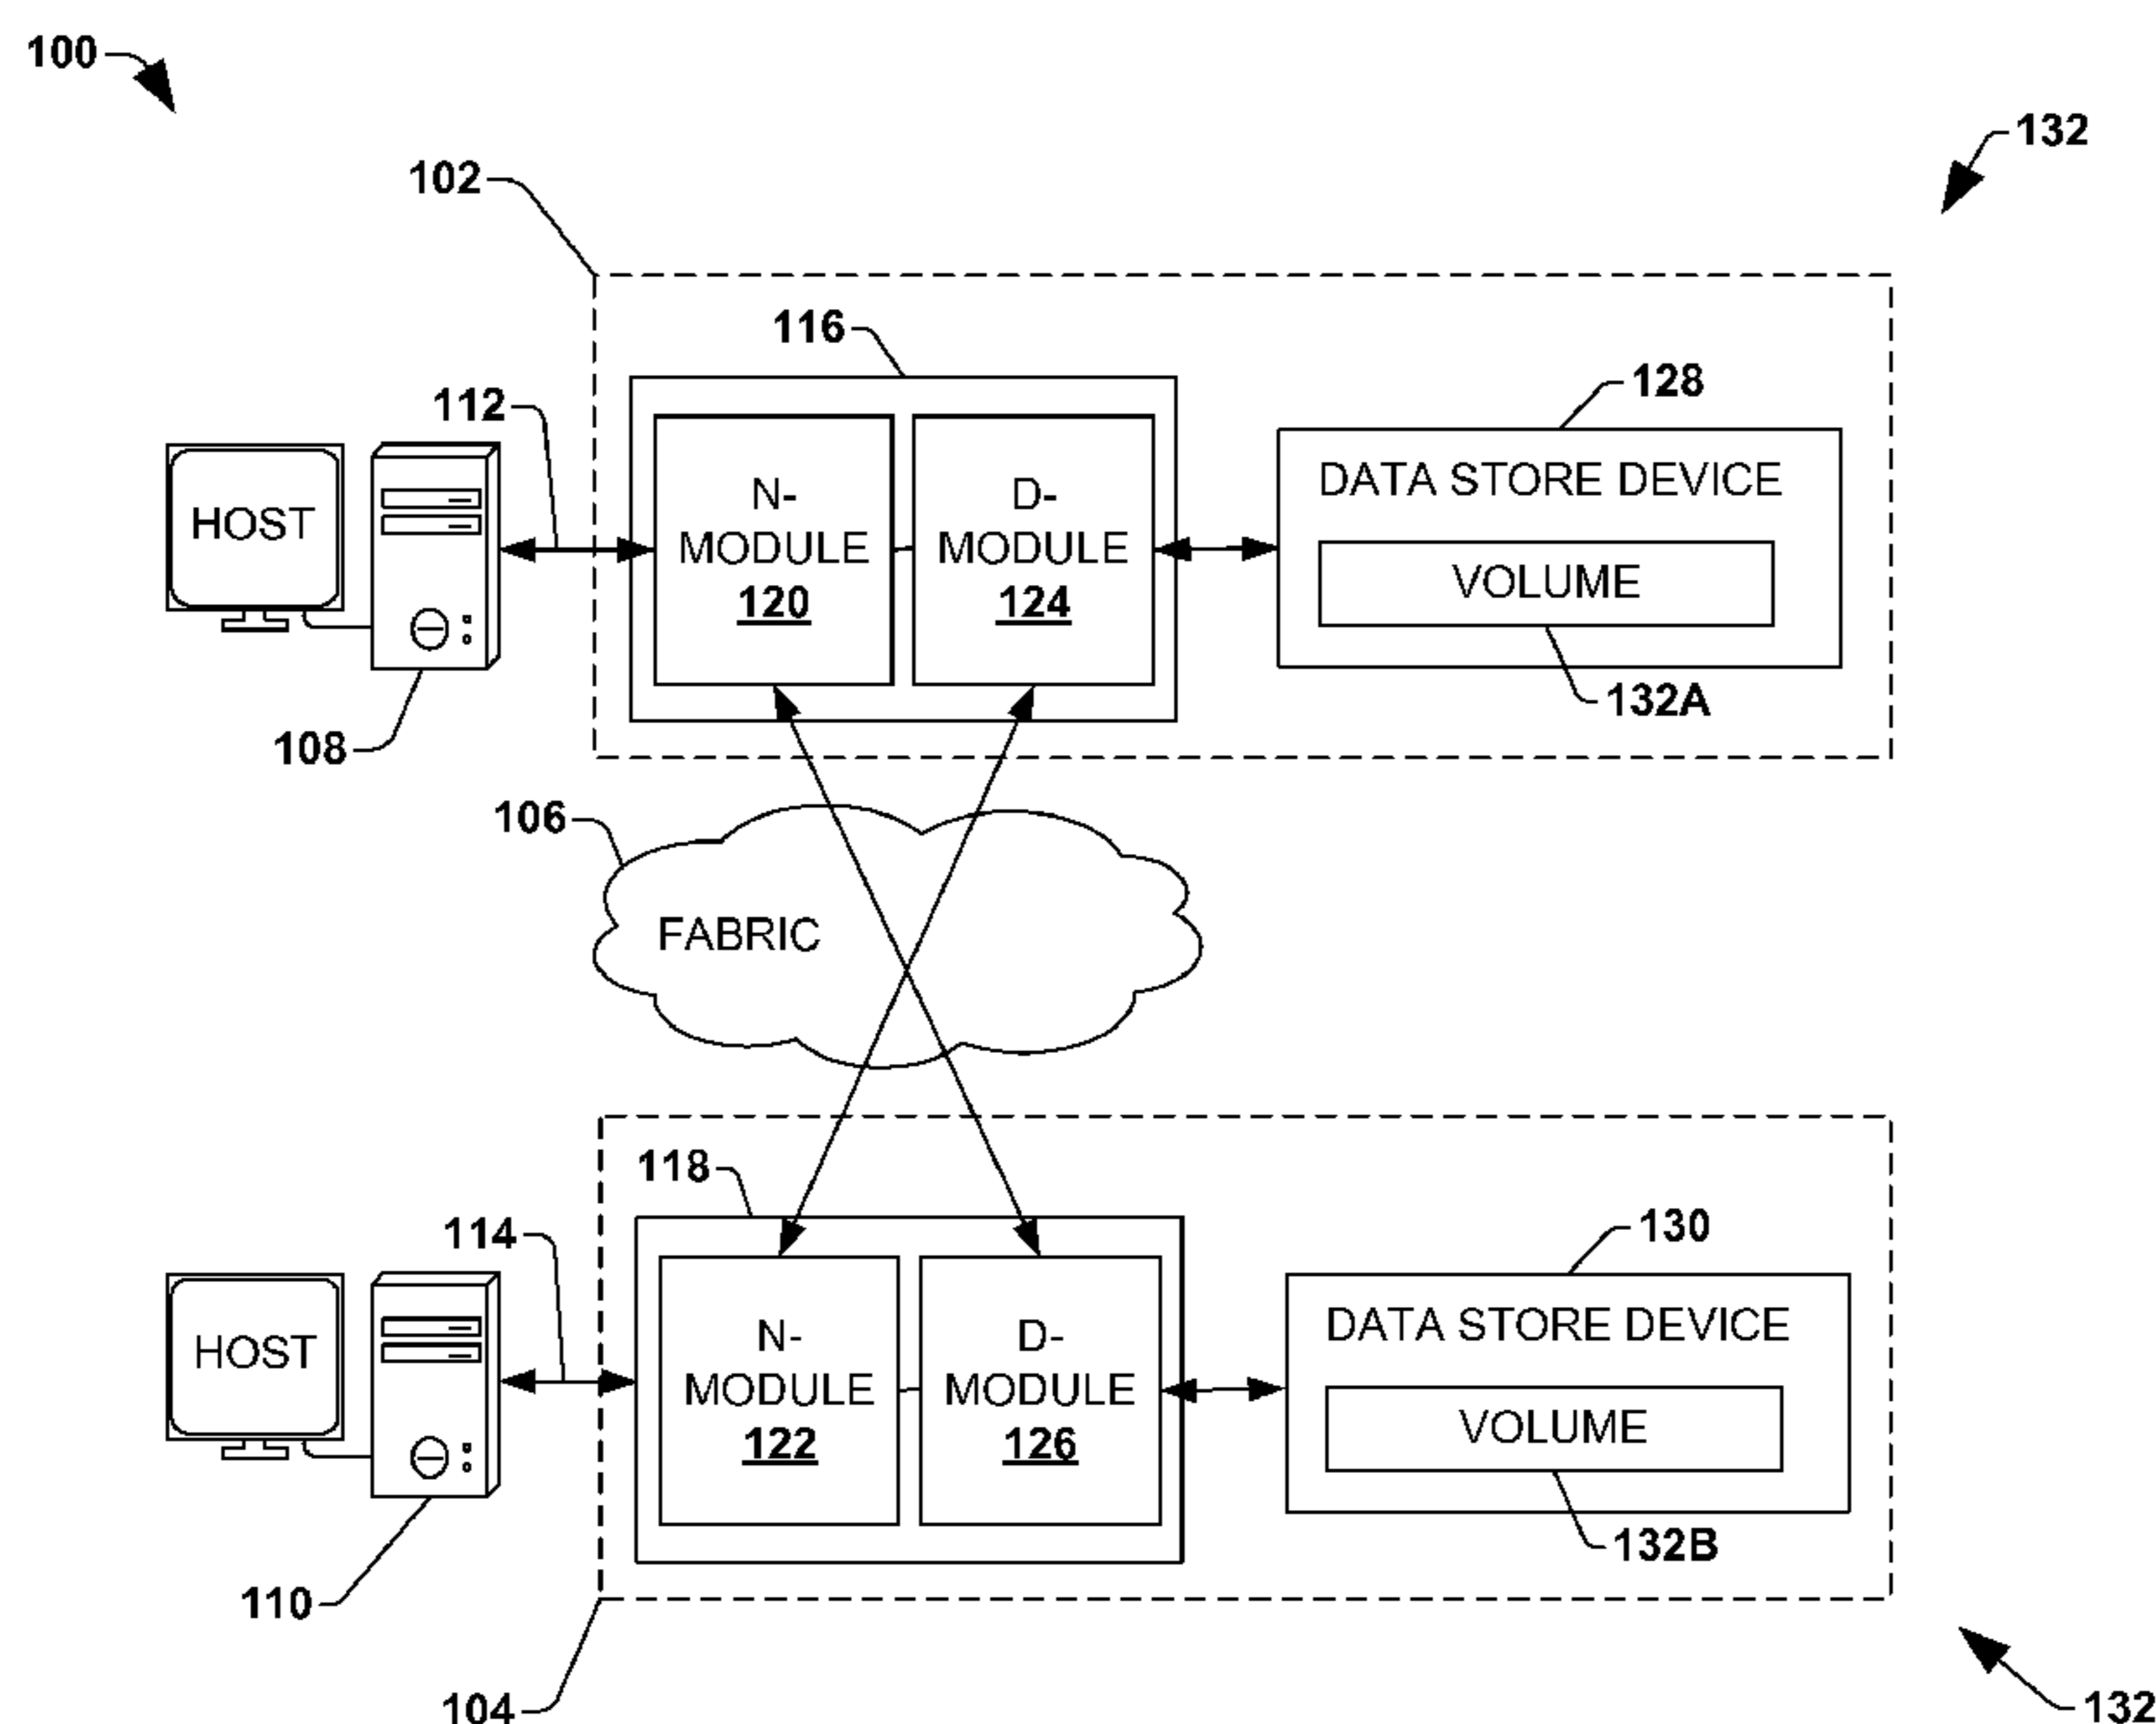 100
132
102
116
128
112
HOST
N-
MODULE
120
D-
MODULE
124
DATA STORE DEVICE
VOLUME
132A
108
106
FABRIC
118
130
114
HOST
N-
MODULE
122
D-
MODULE
126
DATA STORE DEVICE
VOLUME
132B
110
104
132